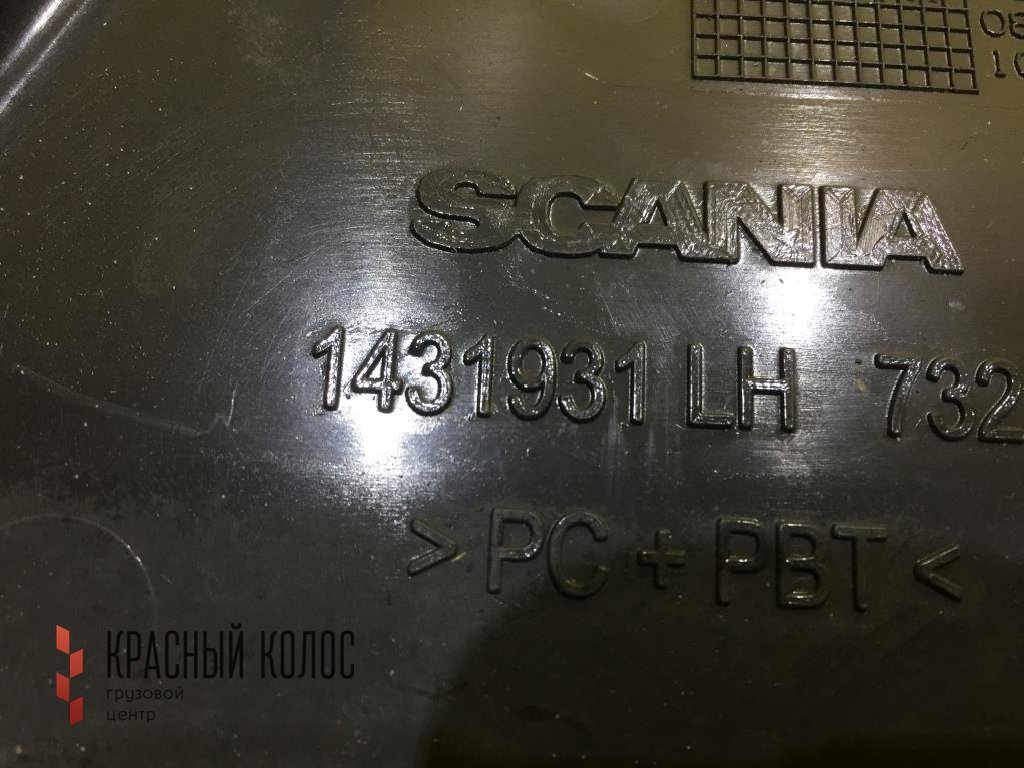 SCANIA
1431931 LH 732
>PC+PBT<
КРАСНЫЙ КОЛОС
грузовой
центр